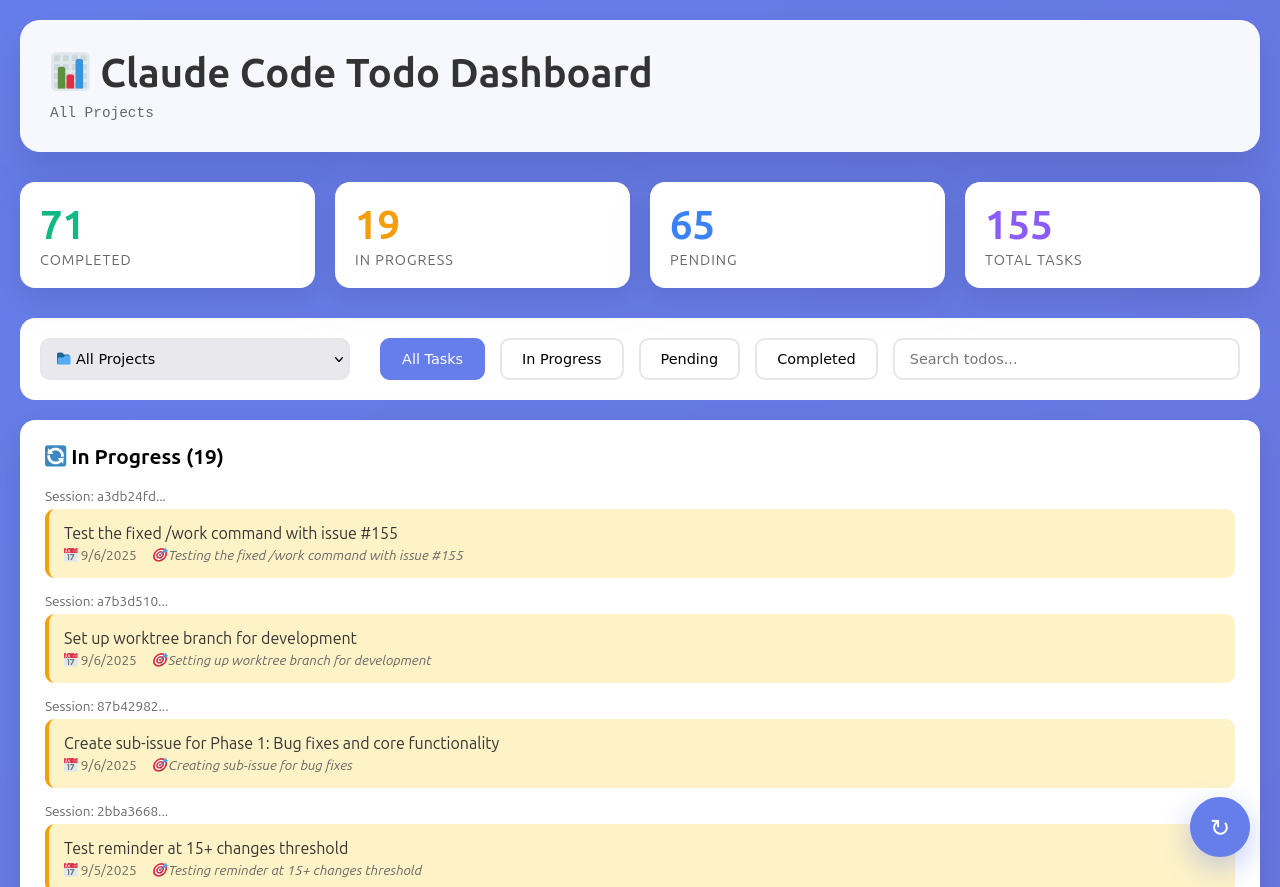 Claude Code Todo Dashboard
All Projects
71
COMPLETED
19
IN PROGRESS
65
PENDING
155
TOTAL TASKS
All Projects
All Tasks
In Progress
Pending
Completed
Search todos...
In Progress (19)
Session: a3db24fd...
Test the fixed /work command with issue #155
9/6/2025 Testing the fixed /work command with issue #155
Session: a7b3d510...
Set up worktree branch for development
9/6/2025 Setting up worktree branch for development
Session: 87b42982...
Create sub-issue for Phase 1: Bug fixes and core functionality
9/6/2025 Creating sub-issue for bug fixes
Session: 2bba3668...
Test reminder at 15+ changes threshold
9/5/2025 Testing reminder at 15+ changes threshold